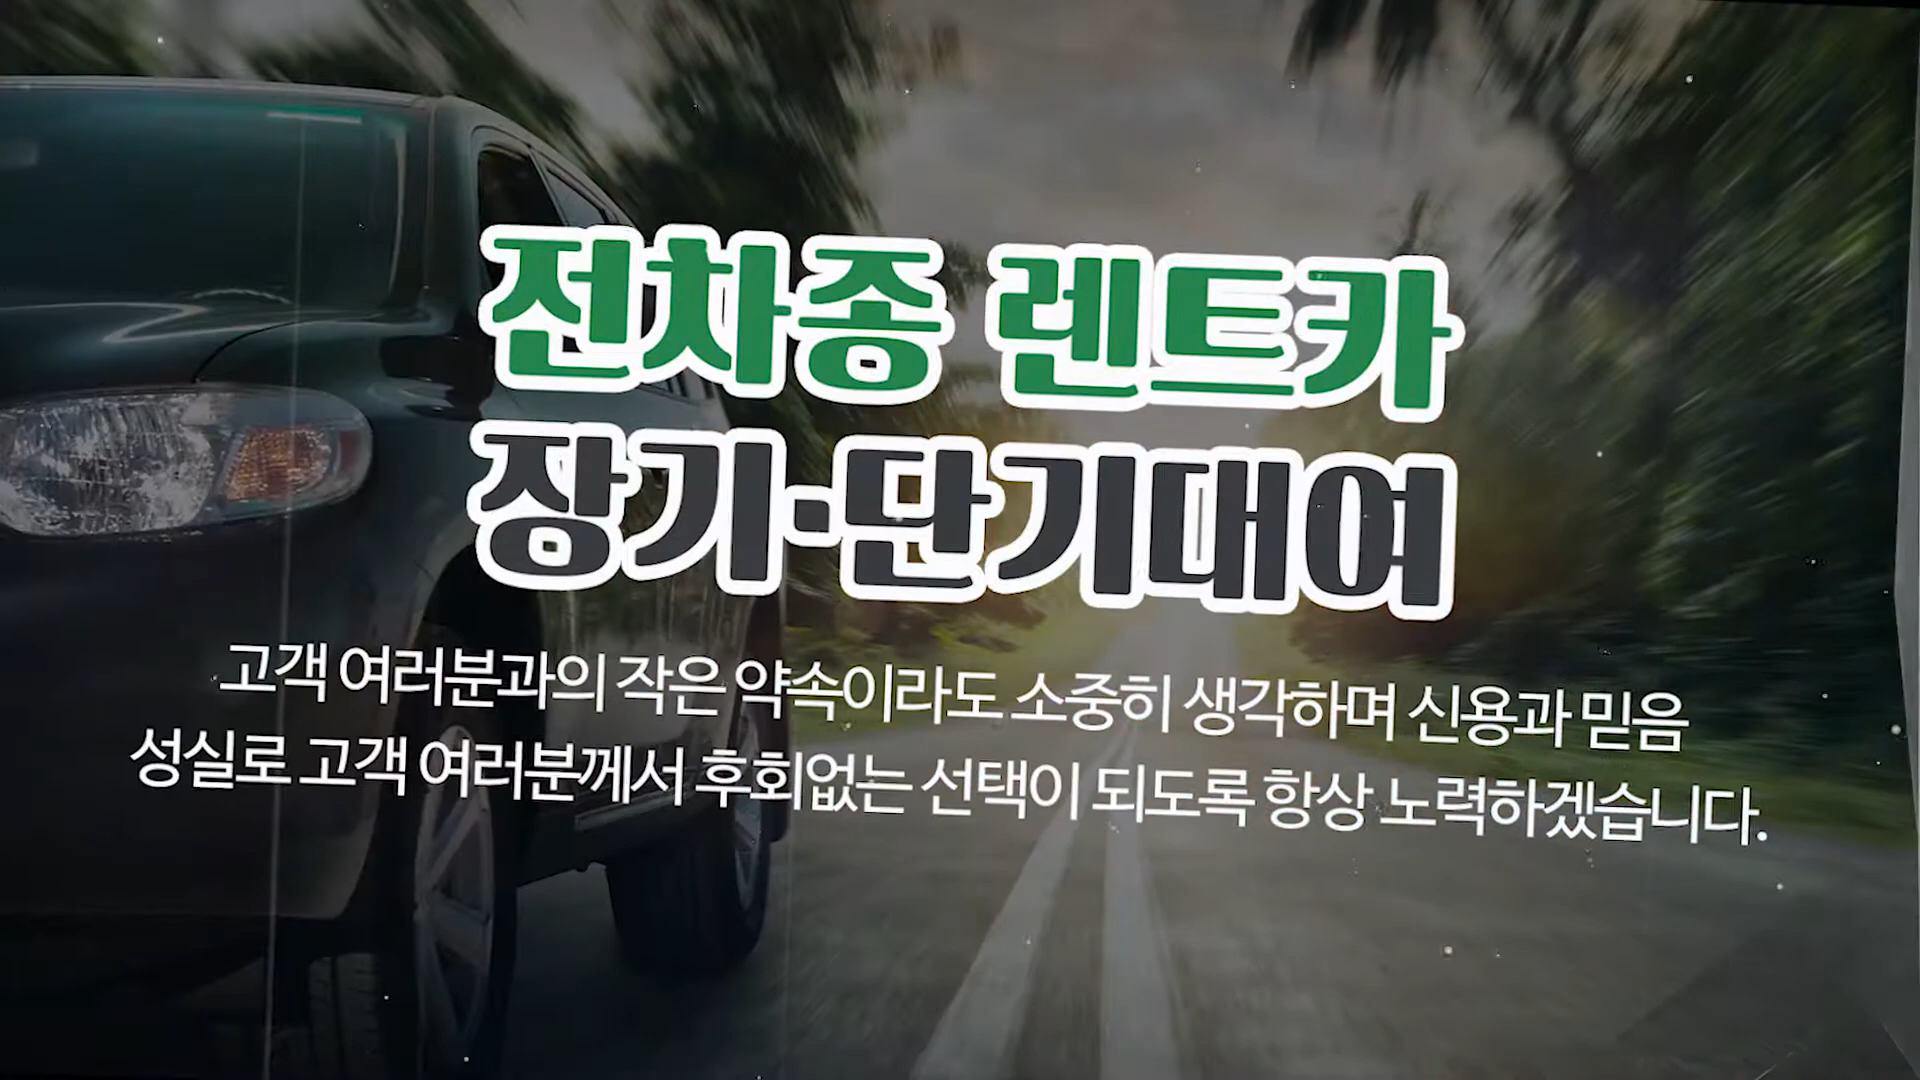 전차종 렌트카
장기·단기대여
고객 여러분과의 작은 약속이라도 소중히 생각하며 신용과 믿음
성실로 고객 여러분께서 후회없는 선택이 되도록 항상 노력하겠습니다.